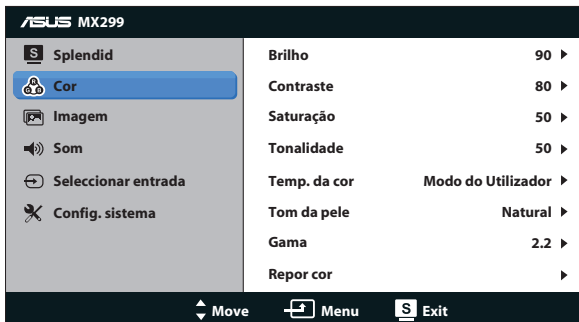 ASUS MX299
S Splendid
Cor
Imagem
Som
Seleccionar entrada
Config. sistema
Brilho 90
Contraste 80
Saturação 50
Tonalidade 50
Temp. da cor Modo do Utilizador
Tom da pele Natural
Gama 2.2
Repor cor
Move Menu S Exit